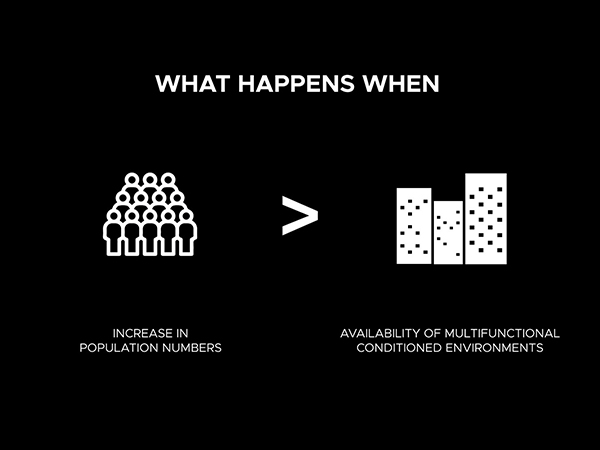 WHAT HAPPENS WHEN
>
INCREASE IN
POPULATION NUMBERS
AVAILABILITY OF MULTIFUNCTIONAL
CONDITIONED ENVIRONMENTS